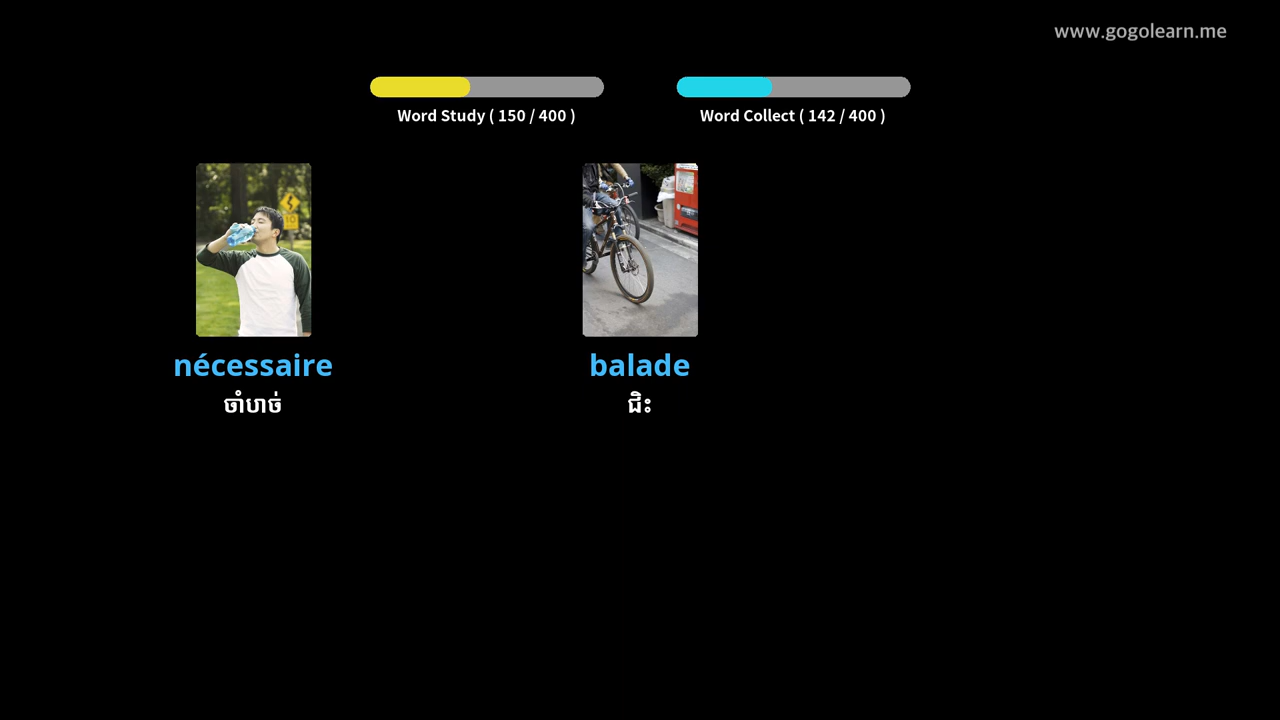 www.gogolearn.me
Word Study ( 150 / 400 )
Word Collect ( 142 / 400 )
nécessaire
ចាំបាច់
balade
ជិះ